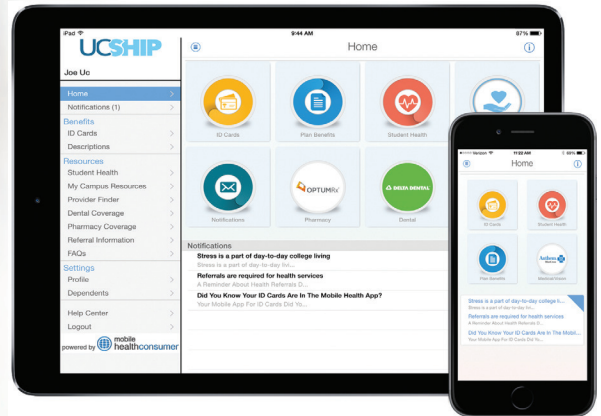 iPad
9:44 AM
87%
UCSHIP
Home
Joe Uc
Home
Notifications (1)
Benefits
ID Cards
Descriptions
Resources
Student Health
My Campus Resources
Provider Finder
Dental Coverage
Pharmacy Coverage
Referral Information
FAQs
Settings
Profile
Dependents
Help Center
Logout
powered by mobile
healthconsumer
ID Cards
Plan Benefits
Student Health
OPTUMRx
DELTA DENTAL
Notifications
Pharmacy
Dental
Notifications
Stress is a part of day-to-day college living
Stress is a part of day-to-day livi...
Referrals are required for health services
A Reminder About Health Referrals D...
Did You Know Your ID Cards Are In The Mobile Health App?
Your Mobile App For ID Cards Did Yo...
Verizon
11:22 AM
Home
ID Cards
Student Health
Anthem
Plan Benefits
Medical/Vision
Stress is a part of day-to-day college li...
Stress is a part of day-to-day livi...
Referrals are required for health services
A Reminder About Health Referrals D...
Did You Know Your ID Cards Are In The Mobil...
Your Mobile App For ID Cards Did Yo...